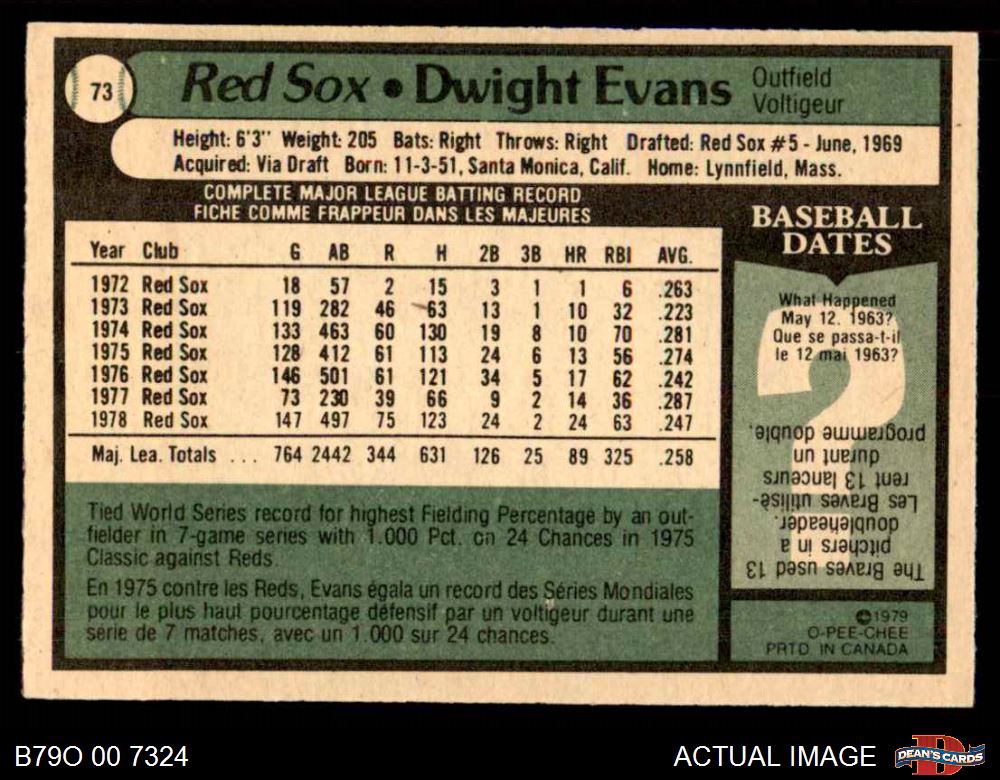 73
Red Sox • Dwight Evans
Outfield
Voltigeur
Height: 6'3" Weight: 205 Bats: Right Throws: Right Drafted: Red Sox #5 - June, 1969
Acquired: Via Draft Born: 11-3-51, Santa Monica, Calif. Home: Lynnfield, Mass.
COMPLETE MAJOR LEAGUE BATTING RECORD
FICHE COMME FRAPPEUR DANS LES MAJEURES
Year Club G AB R H 2B 3B HR RBI AVG.
1972 Red Sox 18 57 2 15 3 1 1 6 .263
1973 Red Sox 119 282 46 63 13 1 10 32 .223
1974 Red Sox 133 463 60 130 19 8 10 70 .281
1975 Red Sox 128 412 61 113 24 6 13 56 .274
1976 Red Sox 146 501 61 121 34 5 17 62 .242
1977 Red Sox 73 230 39 66 9 2 14 36 .287
1978 Red Sox 147 497 75 123 24 2 24 63 .247
Maj. Lea. Totals ... 764 2442 344 631 126 25 89 325 .258
Tied World Series record for highest Fielding Percentage by an out-
fielder in 7-game series with 1.000 Pct. on 24 Chances in 1975
Classic against Reds.
En 1975 contre les Reds, Evans égala un record des Séries Mondiales
pour le plus haut pourcentage défensif par un voltigeur durant une
série de 7 matches, avec un 1.000 sur 24 chances.
BASEBALL
DATES
What Happened
May 12, 1963?
Que se passa-t-il
le 12 mai 1963?
The Braves used 13
pitchers in a
doubleheader.
Les Braves utilisè-
rent 13 lanceurs
durant un
programme double.
©1979
O-PEE-CHEE
PRTD. IN CANADA
B79O 00 7324
ACTUAL IMAGE
DEAN'S CARDS